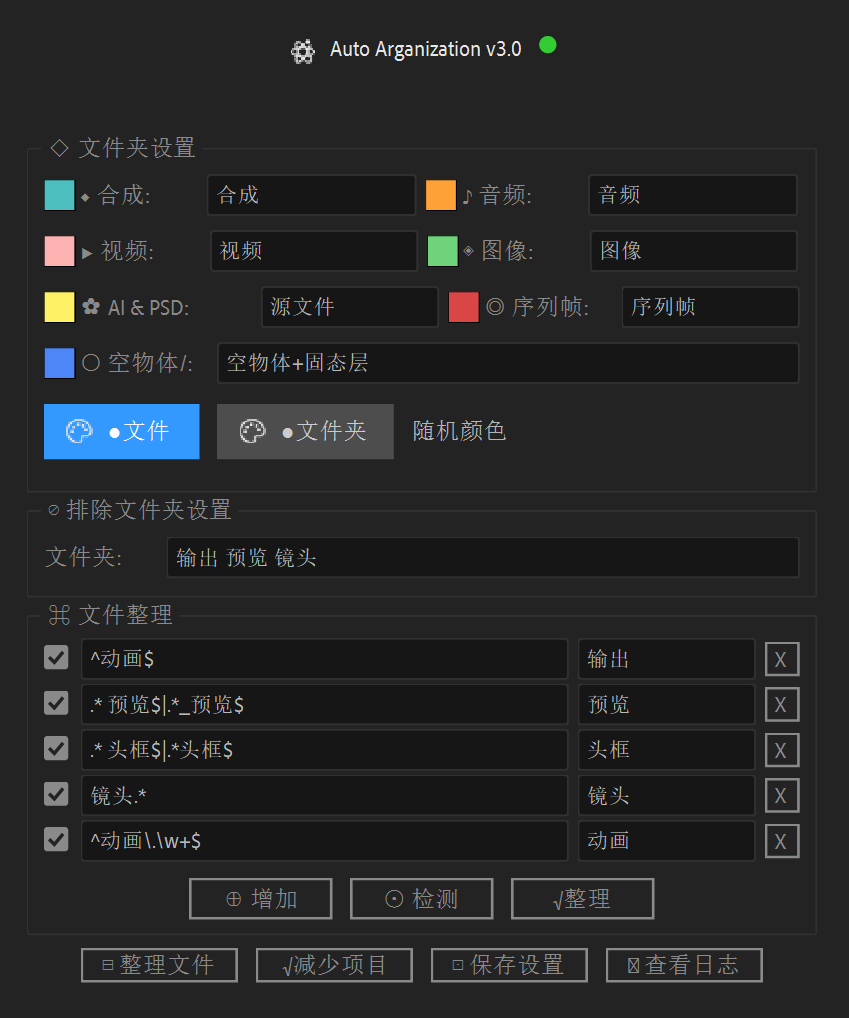 Auto Arganization v3.0
◇ 文件夹设置
◆ 合成: 合成 ♪ 音频: 音频
▶ 视频: 视频 ◈ 图像: 图像
✿ AI & PSD: 源文件 ◎ 序列帧: 序列帧
○ 空物体/: 空物体+固态层
●文件 ●文件夹 随机颜色
⊘ 排除文件夹设置
文件夹: 输出 预览 镜头
⌘ 文件整理
^动画$ 输出 X
.* 预览$|.*_预览$ 预览 X
.* 头框$|.*头框$ 头框 X
镜头.* 镜头 X
^动画\.\w+$ 动画 X
⊕ 增加 ⊙ 检测 √整理
⊟ 整理文件 √减少项目 ⊡ 保存设置 查看日志